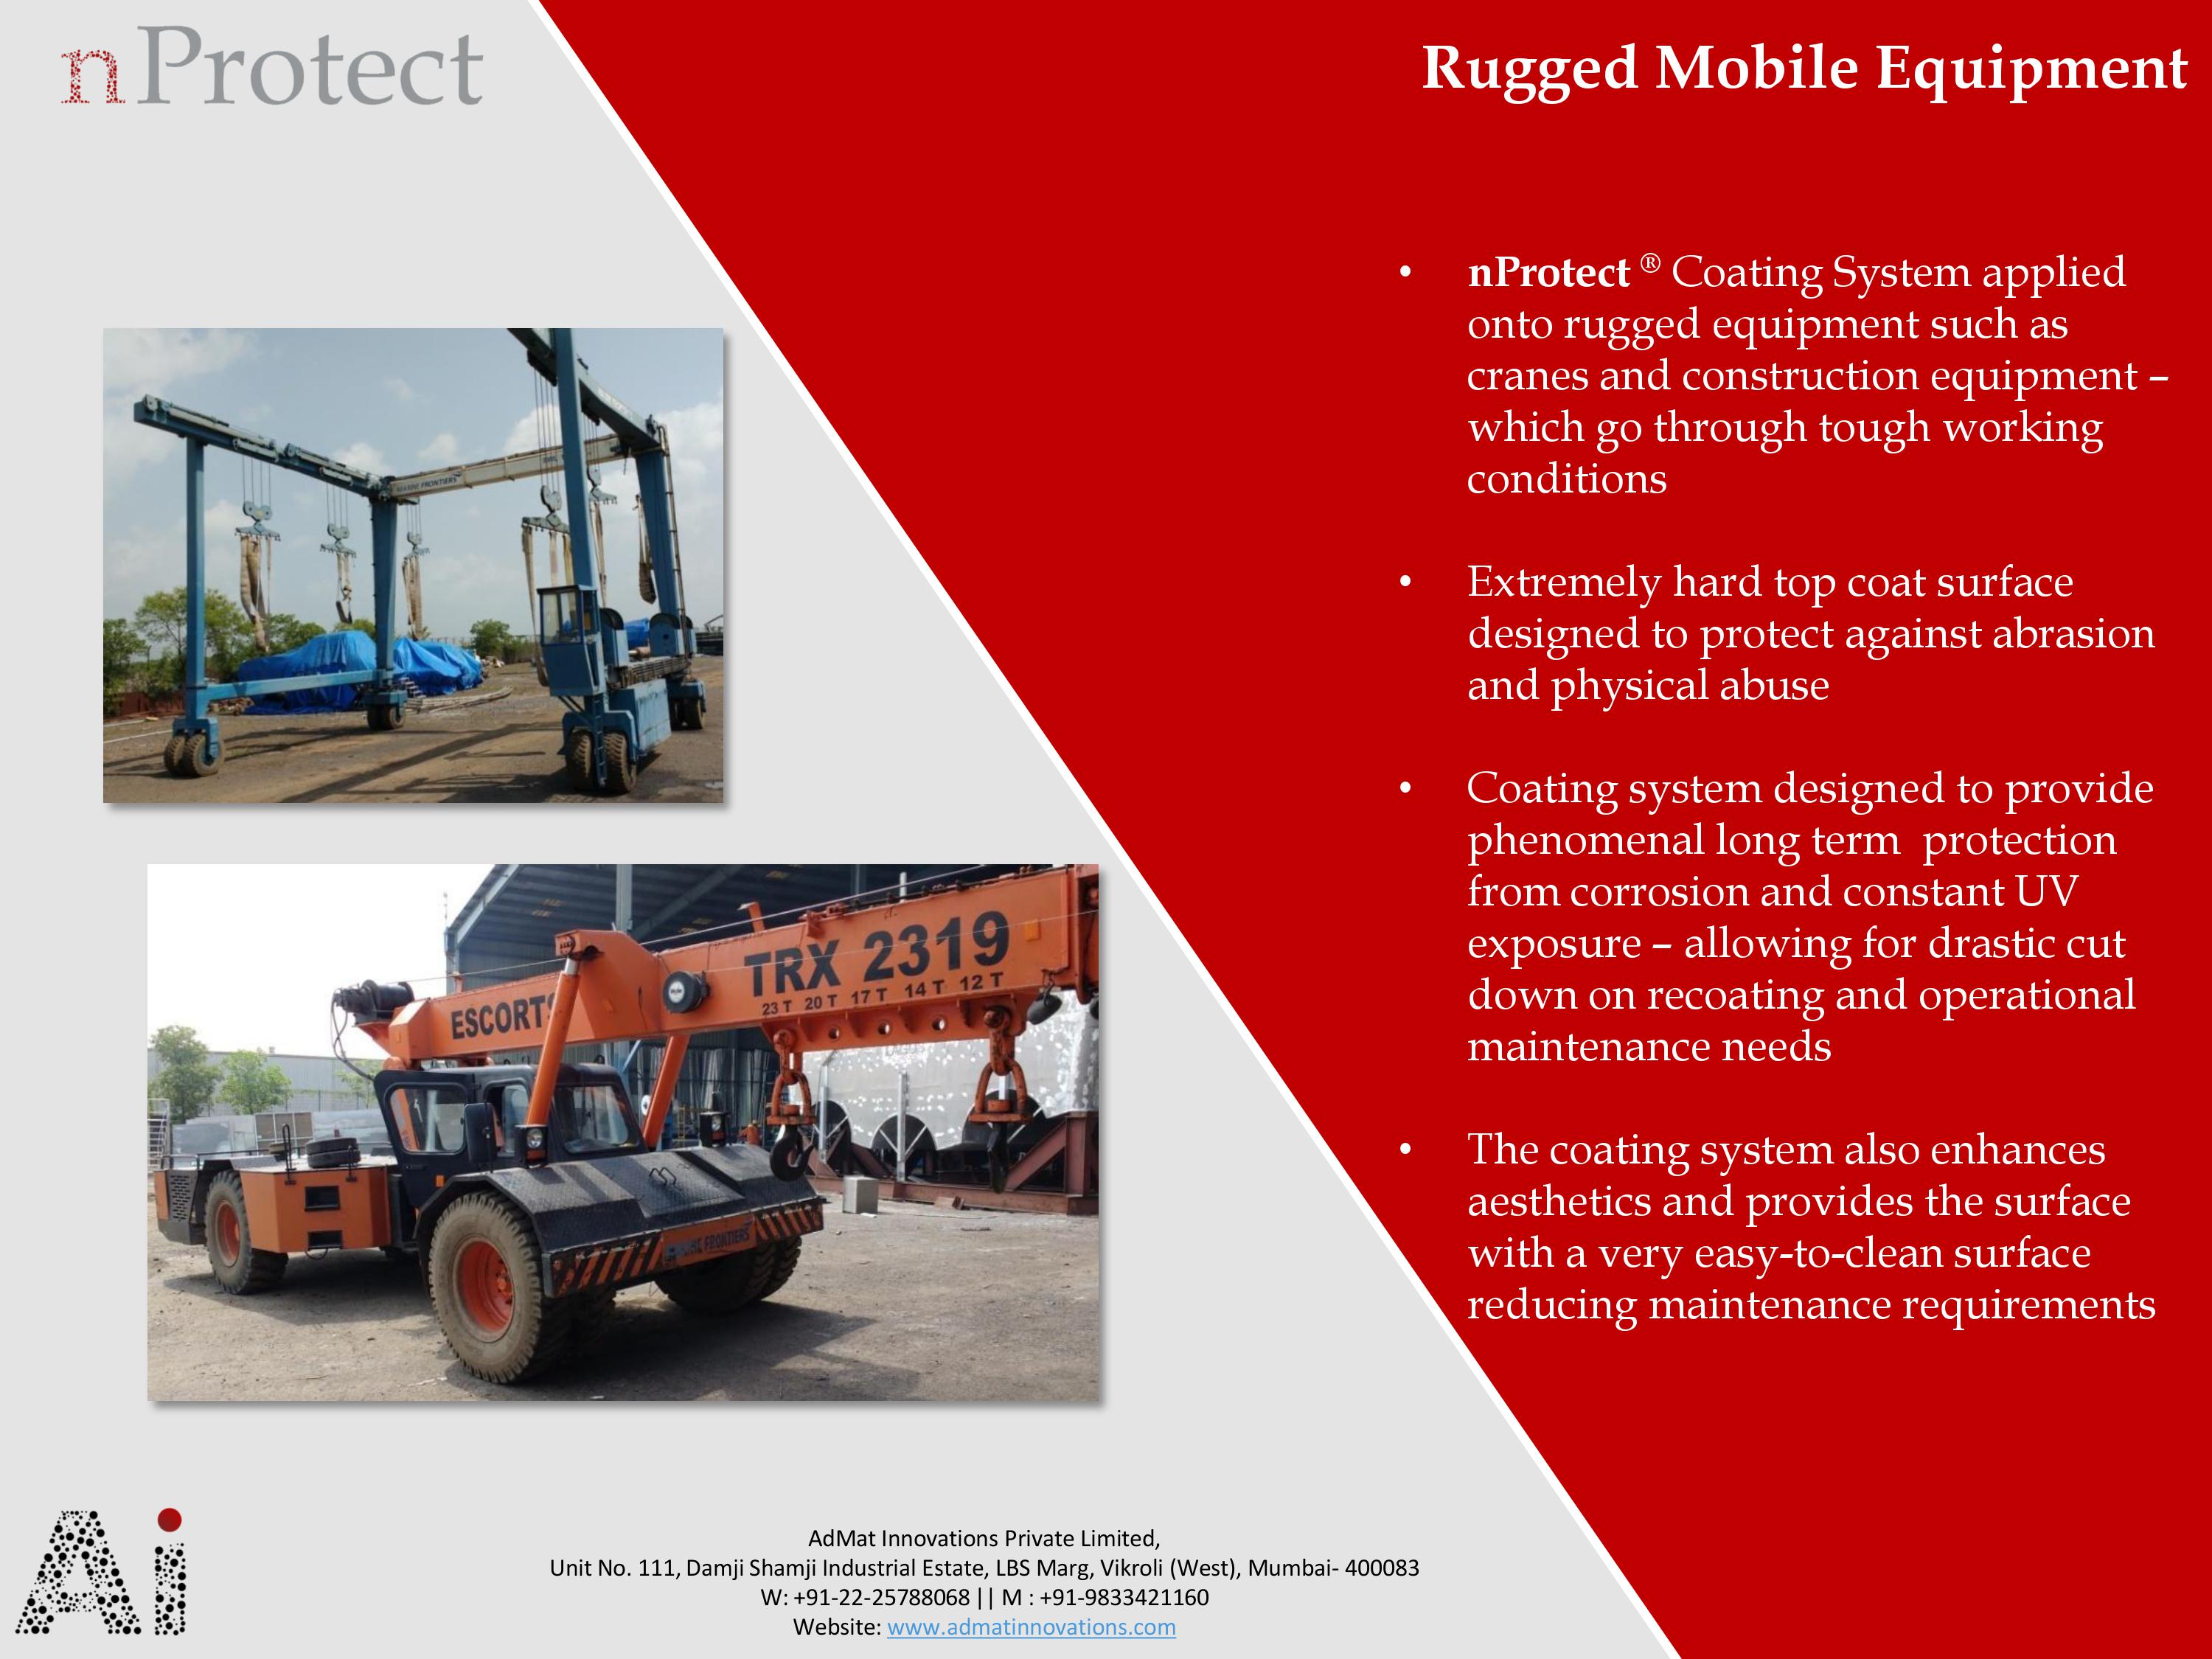 nProtect
Rugged Mobile Equipment
• nProtect ® Coating System applied
onto rugged equipment such as
cranes and construction equipment –
which go through tough working
conditions
• Extremely hard top coat surface
designed to protect against abrasion
and physical abuse
• Coating system designed to provide
phenomenal long term  protection
from corrosion and constant UV
exposure – allowing for drastic cut
down on recoating and operational
maintenance needs
• The coating system also enhances
aesthetics and provides the surface
with a very easy-to-clean surface
reducing maintenance requirements
MARINE FRONTIERS
TRX 2319
23 T 20 T 17 T 14 T 12 T
ESCORTS
FRONTIERS
Ai
AdMat Innovations Private Limited,
Unit No. 111, Damji Shamji Industrial Estate, LBS Marg, Vikroli (West), Mumbai- 400083
W: +91-22-25788068 || M : +91-9833421160
Website: www.admatinnovations.com